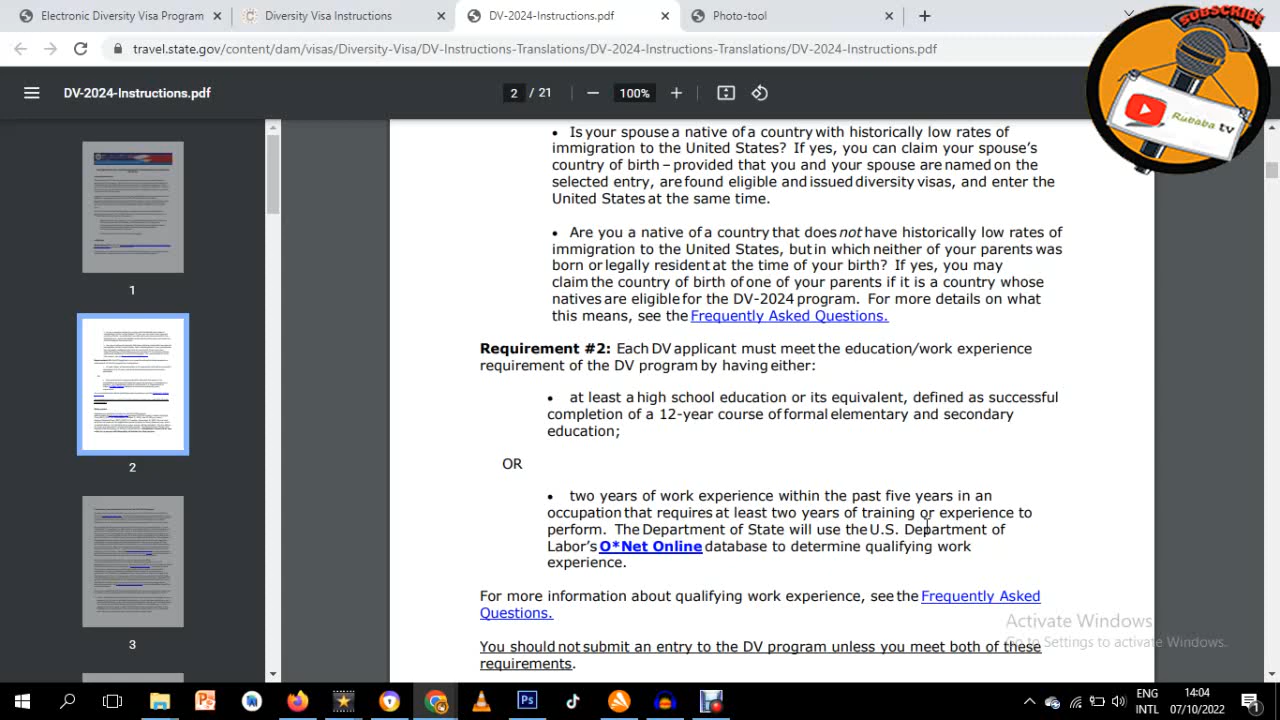 Electronic Diversity Visa Program
Diversity Visa Instructions
DV-2024-Instructions.pdf
Photo-tool
travel.state.gov/content/dam/visas/Diversity-Visa/DV-Instructions-Translations/DV-2024-Instructions-Translations/DV-2024-Instructions.pdf
SUBSCRIBE
Rubaba tv
DV-2024-Instructions.pdf
2 / 21
100%
• Is your spouse a native of a country with historically low rates of
immigration to the United States? If yes, you can claim your spouse's
country of birth – provided that you and your spouse are named on the
selected entry, are found eligible and issued diversity visas, and enter the
United States at the same time.
• Are you a native of a country that does not have historically low rates of
immigration to the United States, but in which neither of your parents was
born or legally resident at the time of your birth? If yes, you may
claim the country of birth of one of your parents if it is a country whose
natives are eligible for the DV-2024 program. For more details on what
this means, see the Frequently Asked Questions.
Requirement #2: Each DV applicant must meet the education/work experience
requirement of the DV program by having either:
• at least a high school education or its equivalent, defined as successful
completion of a 12-year course of formal elementary and secondary
education;
OR
• two years of work experience within the past five years in an
occupation that requires at least two years of training or experience to
perform. The Department of State will use the U.S. Department of
Labor's O*Net Online database to determine qualifying work
experience.
For more information about qualifying work experience, see the Frequently Asked
Questions.
You should not submit an entry to the DV program unless you meet both of these
requirements.
1
2
3
Activate Windows
Go to Settings to activate Windows.
ENG
INTL
14:04
07/10/2022
1